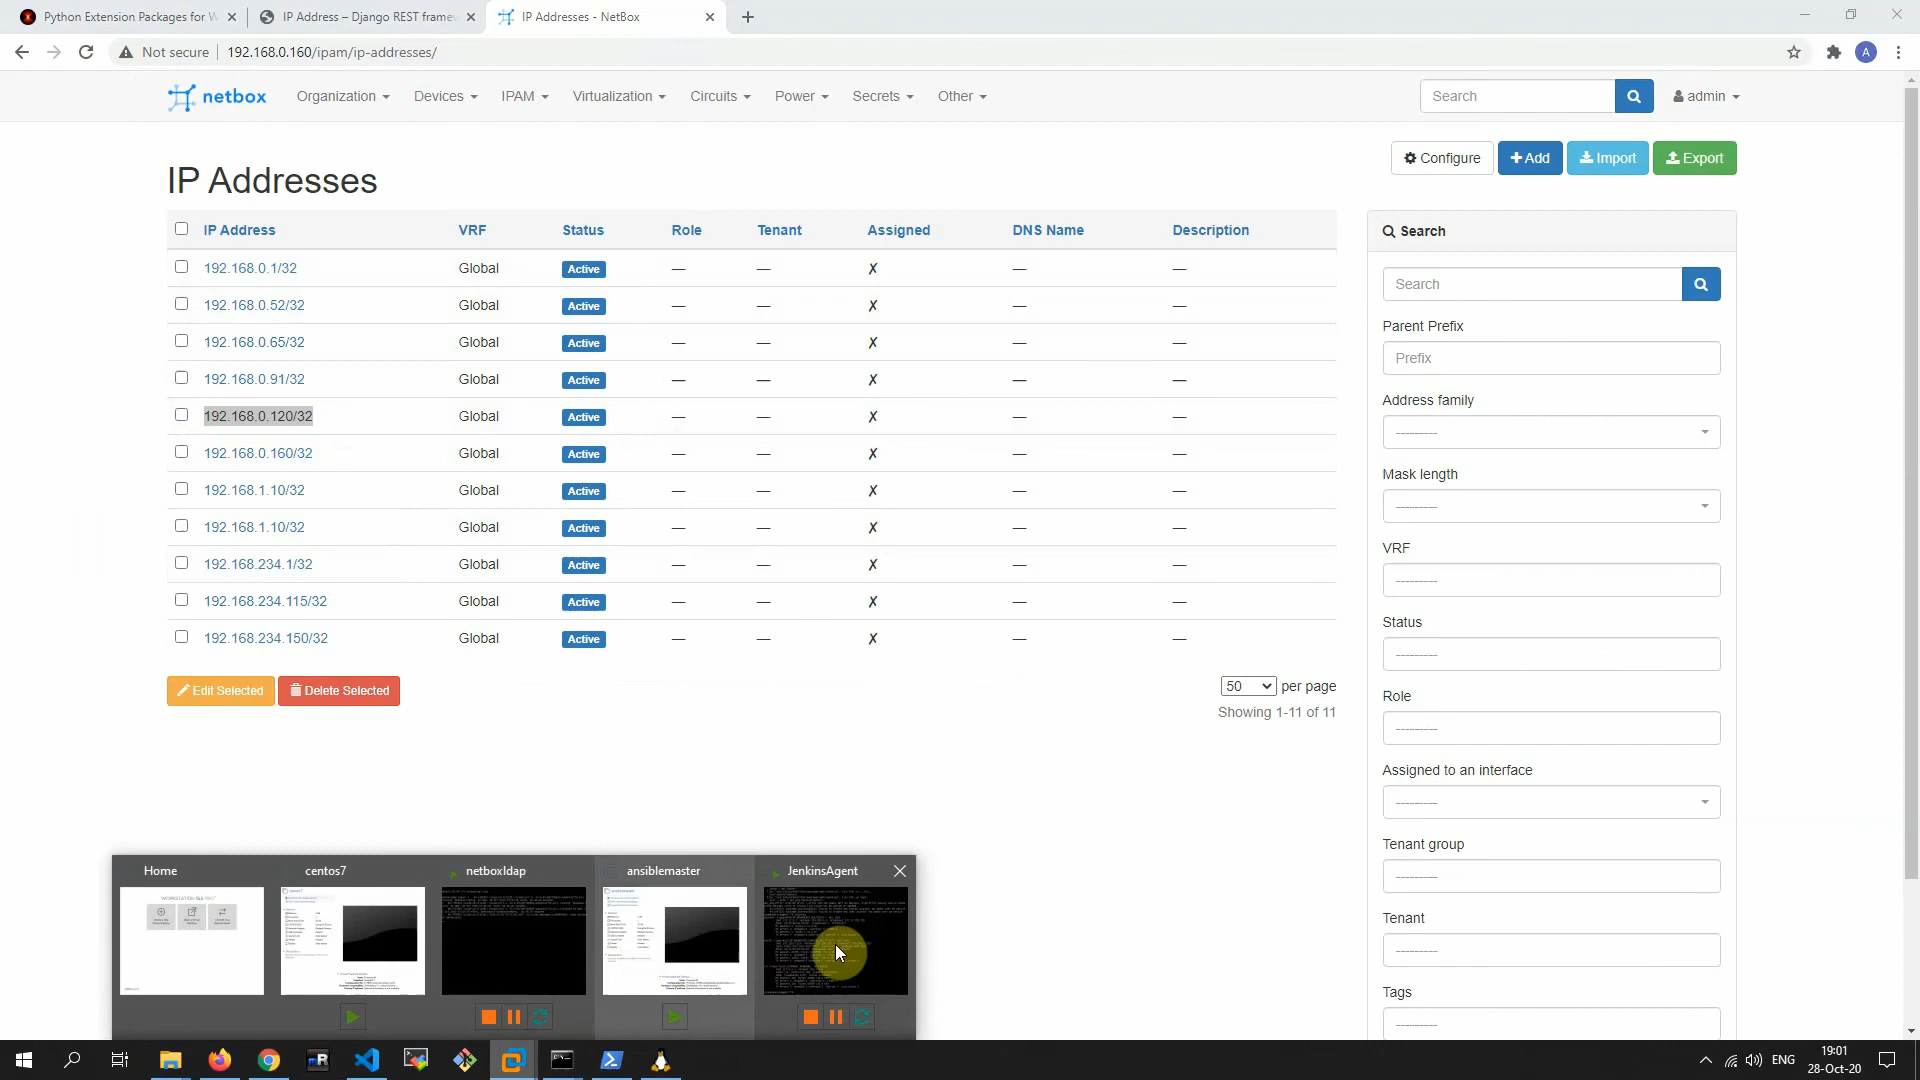 Python Extension Packages for W
IP Address – Django REST framew
IP Addresses - NetBox
Not secure
192.168.0.160/ipam/ip-addresses/
A
netbox
Organization
Devices
IPAM
Virtualization
Circuits
Power
Secrets
Other
Search
admin
IP Addresses
Configure
Add
Import
Export
IP Address VRF Status Role Tenant Assigned DNS Name Description
192.168.0.1/32 Global Active — — ✗ — —
192.168.0.52/32 Global Active — — ✗ — —
192.168.0.65/32 Global Active — — ✗ — —
192.168.0.91/32 Global Active — — ✗ — —
192.168.0.120/32 Global Active — — ✗ — —
192.168.0.160/32 Global Active — — ✗ — —
192.168.1.10/32 Global Active — — ✗ — —
192.168.1.10/32 Global Active — — ✗ — —
192.168.234.1/32 Global Active — — ✗ — —
192.168.234.115/32 Global Active — — ✗ — —
192.168.234.150/32 Global Active — — ✗ — —
Edit Selected
Delete Selected
50 per page
Showing 1-11 of 11
Search
Search
Parent Prefix
Prefix
Address family
---------
Mask length
---------
VRF
---------
Status
---------
Role
---------
Assigned to an interface
---------
Tenant group
---------
Tenant
---------
Tags
---------
Home
centos7
netboxldap
ansiblemaster
JenkinsAgent
ENG
19:01
28-Oct-20